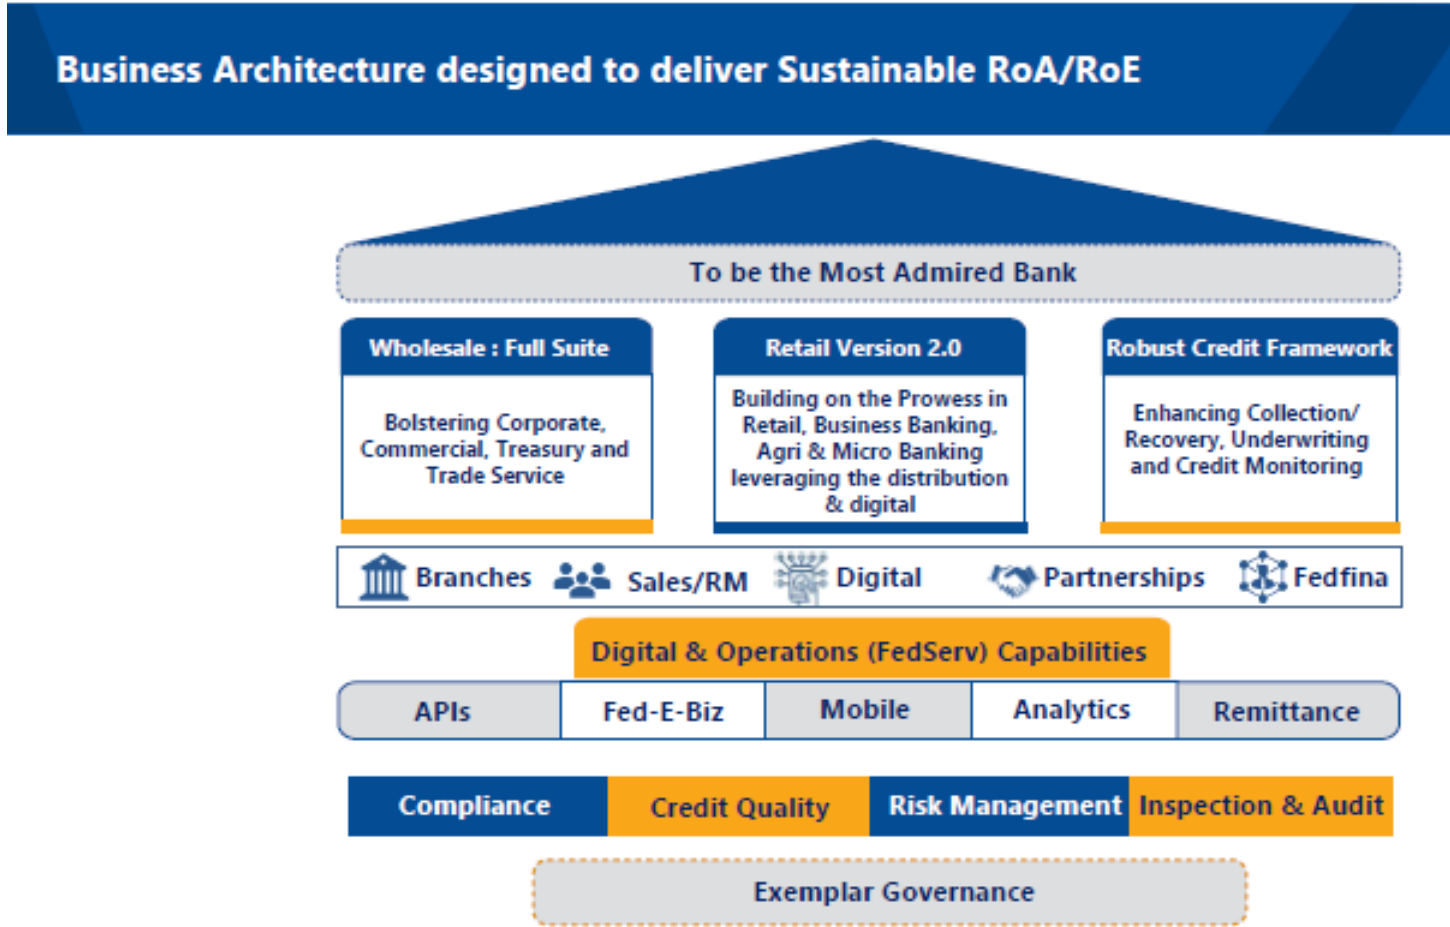 Business Architecture designed to deliver Sustainable RoA/RoE
To be the Most Admired Bank
Wholesale : Full Suite
Bolstering Corporate,
Commercial, Treasury and
Trade Service
Retail Version 2.0
Building on the Prowess in
Retail, Business Banking,
Agri & Micro Banking
leveraging the distribution
& digital
Robust Credit Framework
Enhancing Collection/
Recovery, Underwriting
and Credit Monitoring
Branches
Sales/RM
Digital
Partnerships
Fedfina
Digital & Operations (FedServ) Capabilities
APIs
Fed-E-Biz
Mobile
Analytics
Remittance
Compliance
Credit Quality
Risk Management
Inspection & Audit
Exemplar Governance